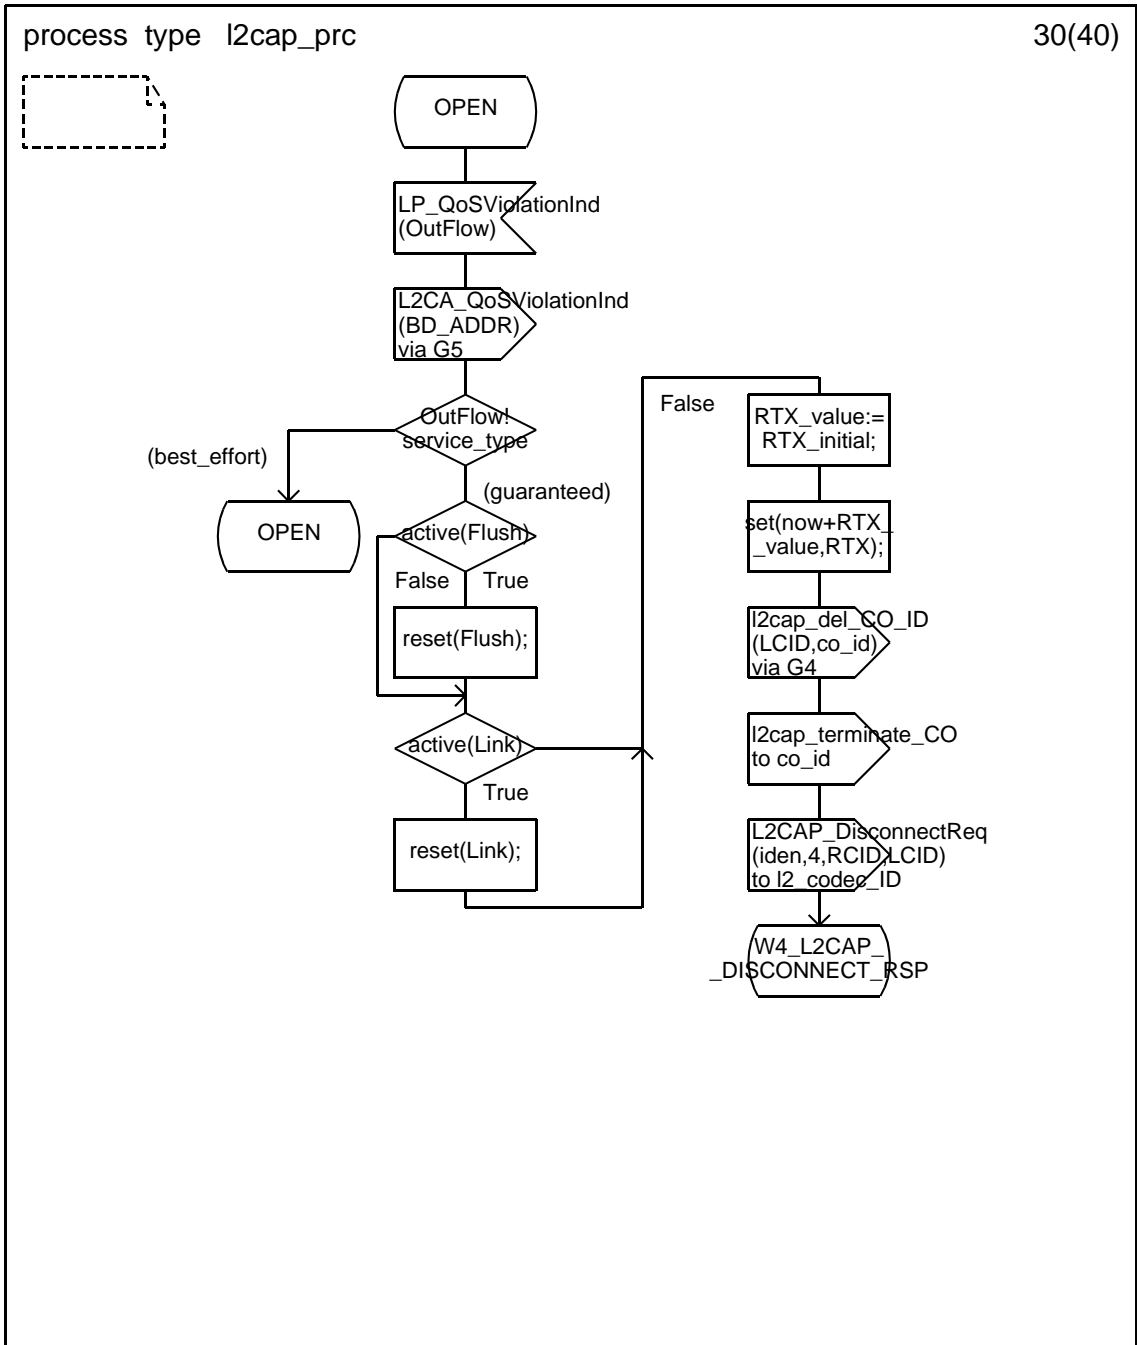 process type l2cap_prc
30(40)
OPEN
LP_QoSViolationInd
(OutFlow)
L2CA_QoSViolationInd
(BD_ADDR)
via G5
OutFlow!
service_type
(best_effort)
OPEN
(guaranteed)
active(Flush)
False
True
reset(Flush);
active(Link)
True
reset(Link);
False
RTX_value:=
RTX_initial;
set(now+RTX_
_value,RTX);
l2cap_del_CO_ID
(LCID,co_id)
via G4
l2cap_terminate_CO
to co_id
L2CAP_DisconnectReq
(iden,4,RCID,LCID)
to l2_codec_ID
W4_L2CAP_
_DISCONNECT_RSP